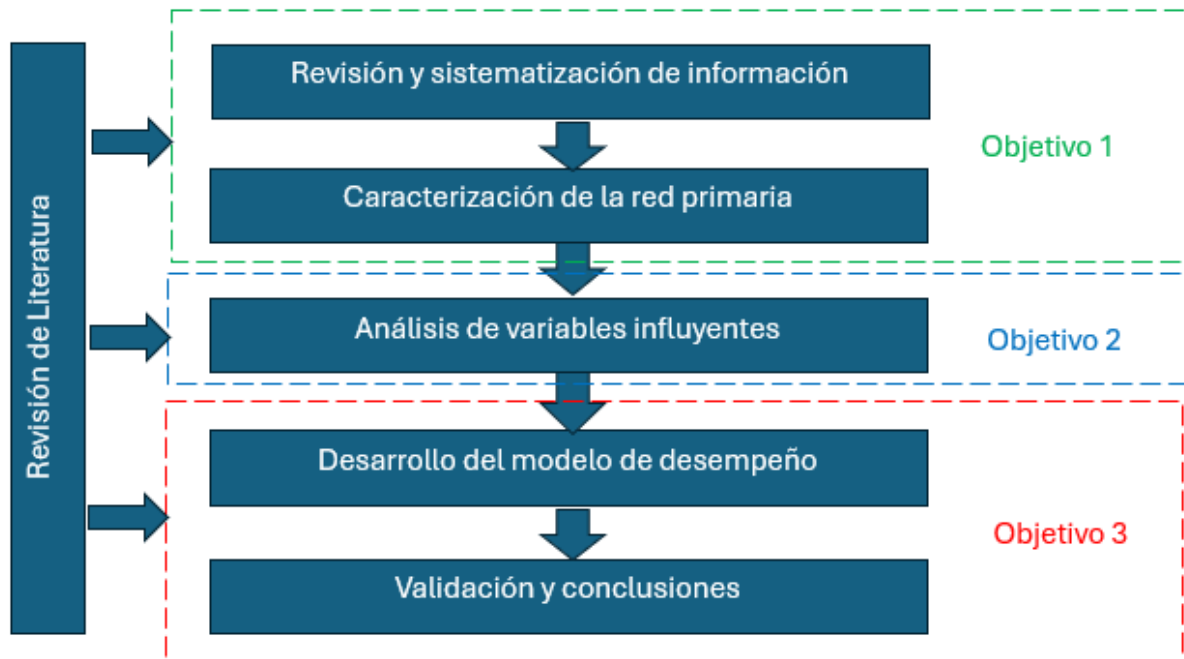 Revisión de Literatura
Revisión y sistematización de información
Caracterización de la red primaria
Objetivo 1
Análisis de variables influyentes
Objetivo 2
Desarrollo del modelo de desempeño
Objetivo 3
Validación y conclusiones